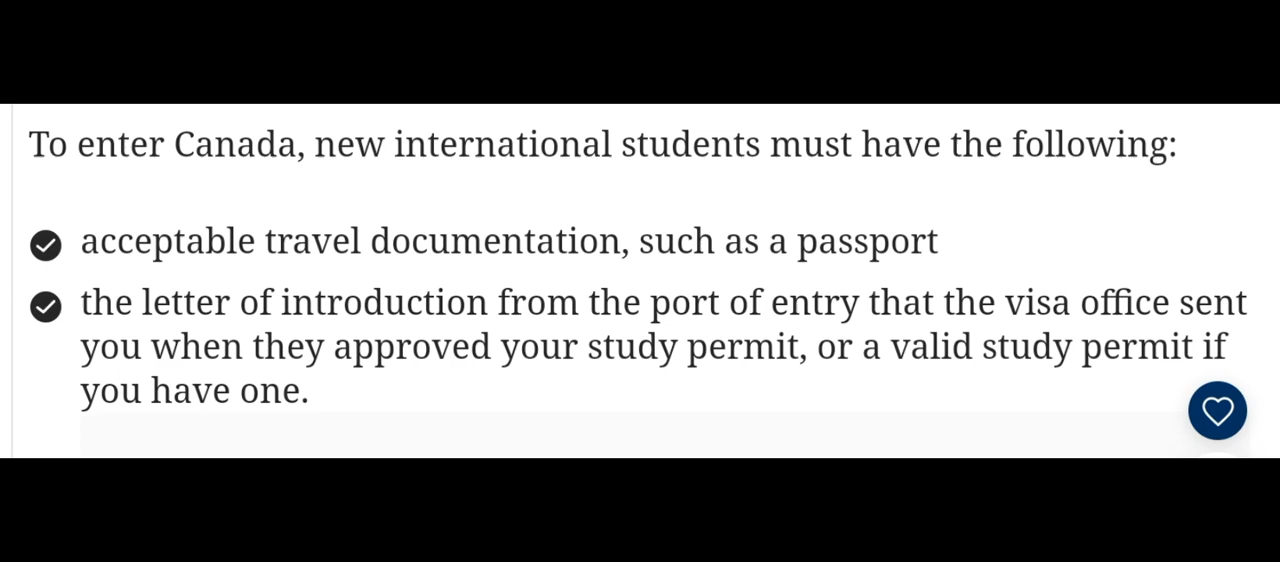 To enter Canada, new international students must have the following:
acceptable travel documentation, such as a passport
the letter of introduction from the port of entry that the visa office sent
you when they approved your study permit, or a valid study permit if
you have one.